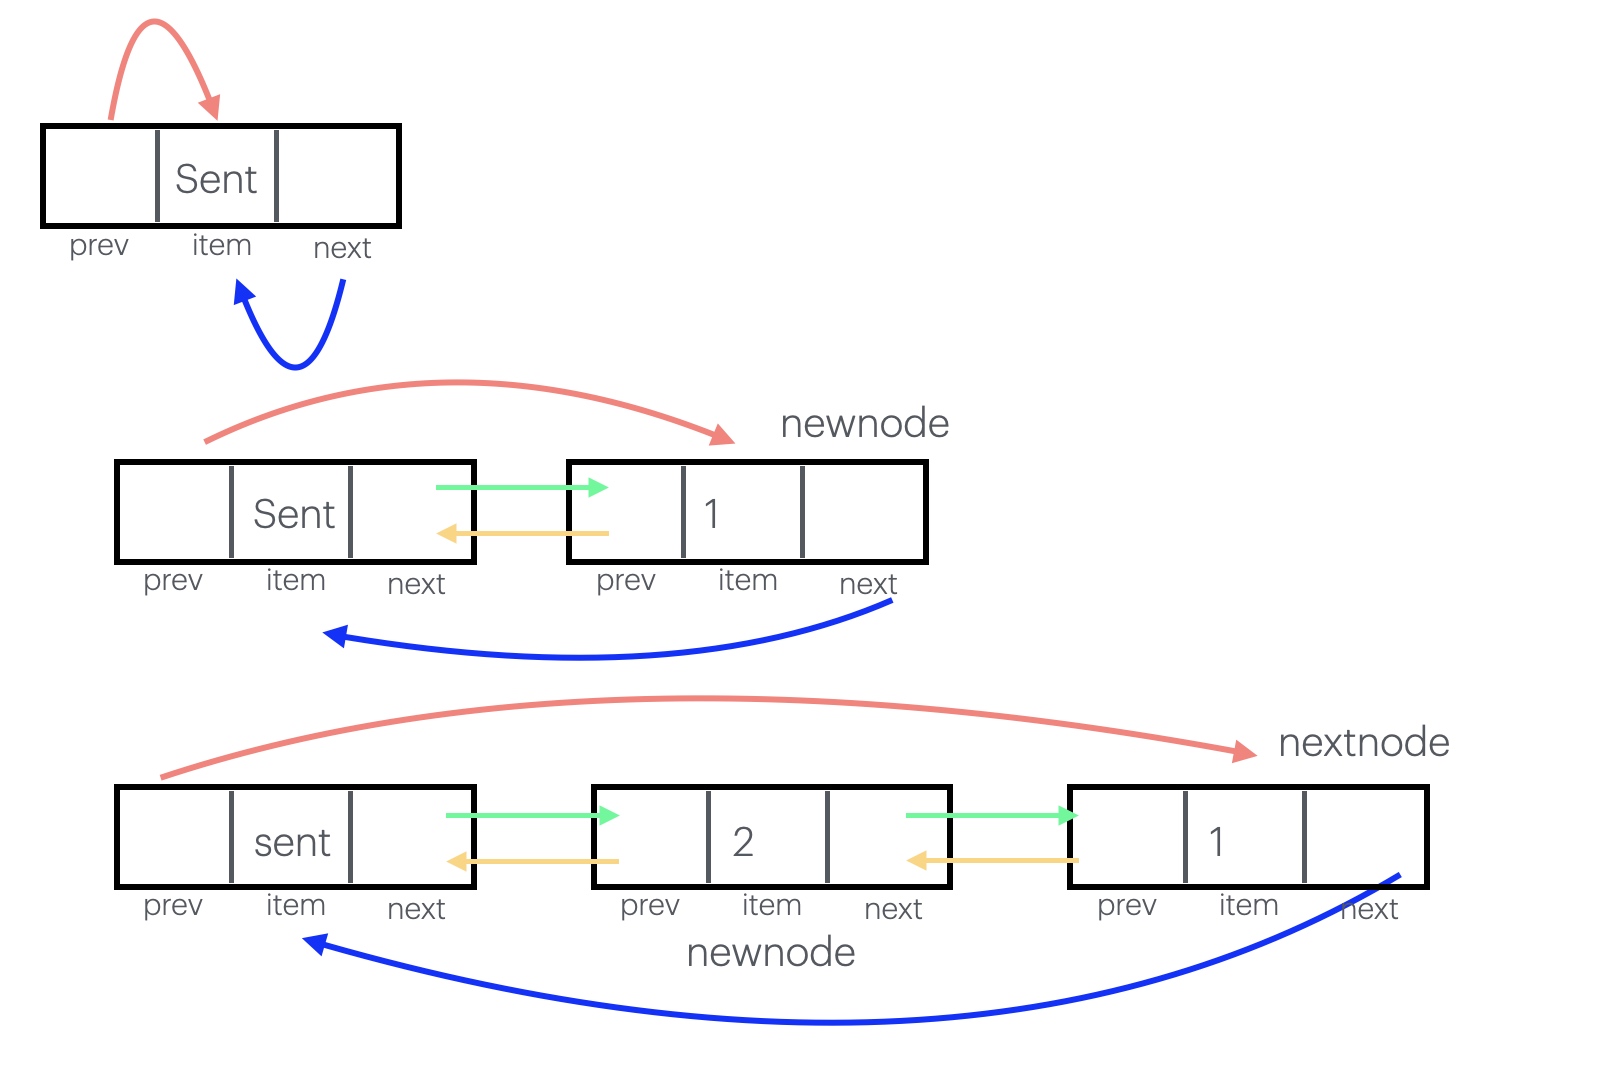 Sent
prev item next
newnode
Sent 1
prev item next prev item next
nextnode
sent 2 1
prev item next prev item next prev item next
newnode